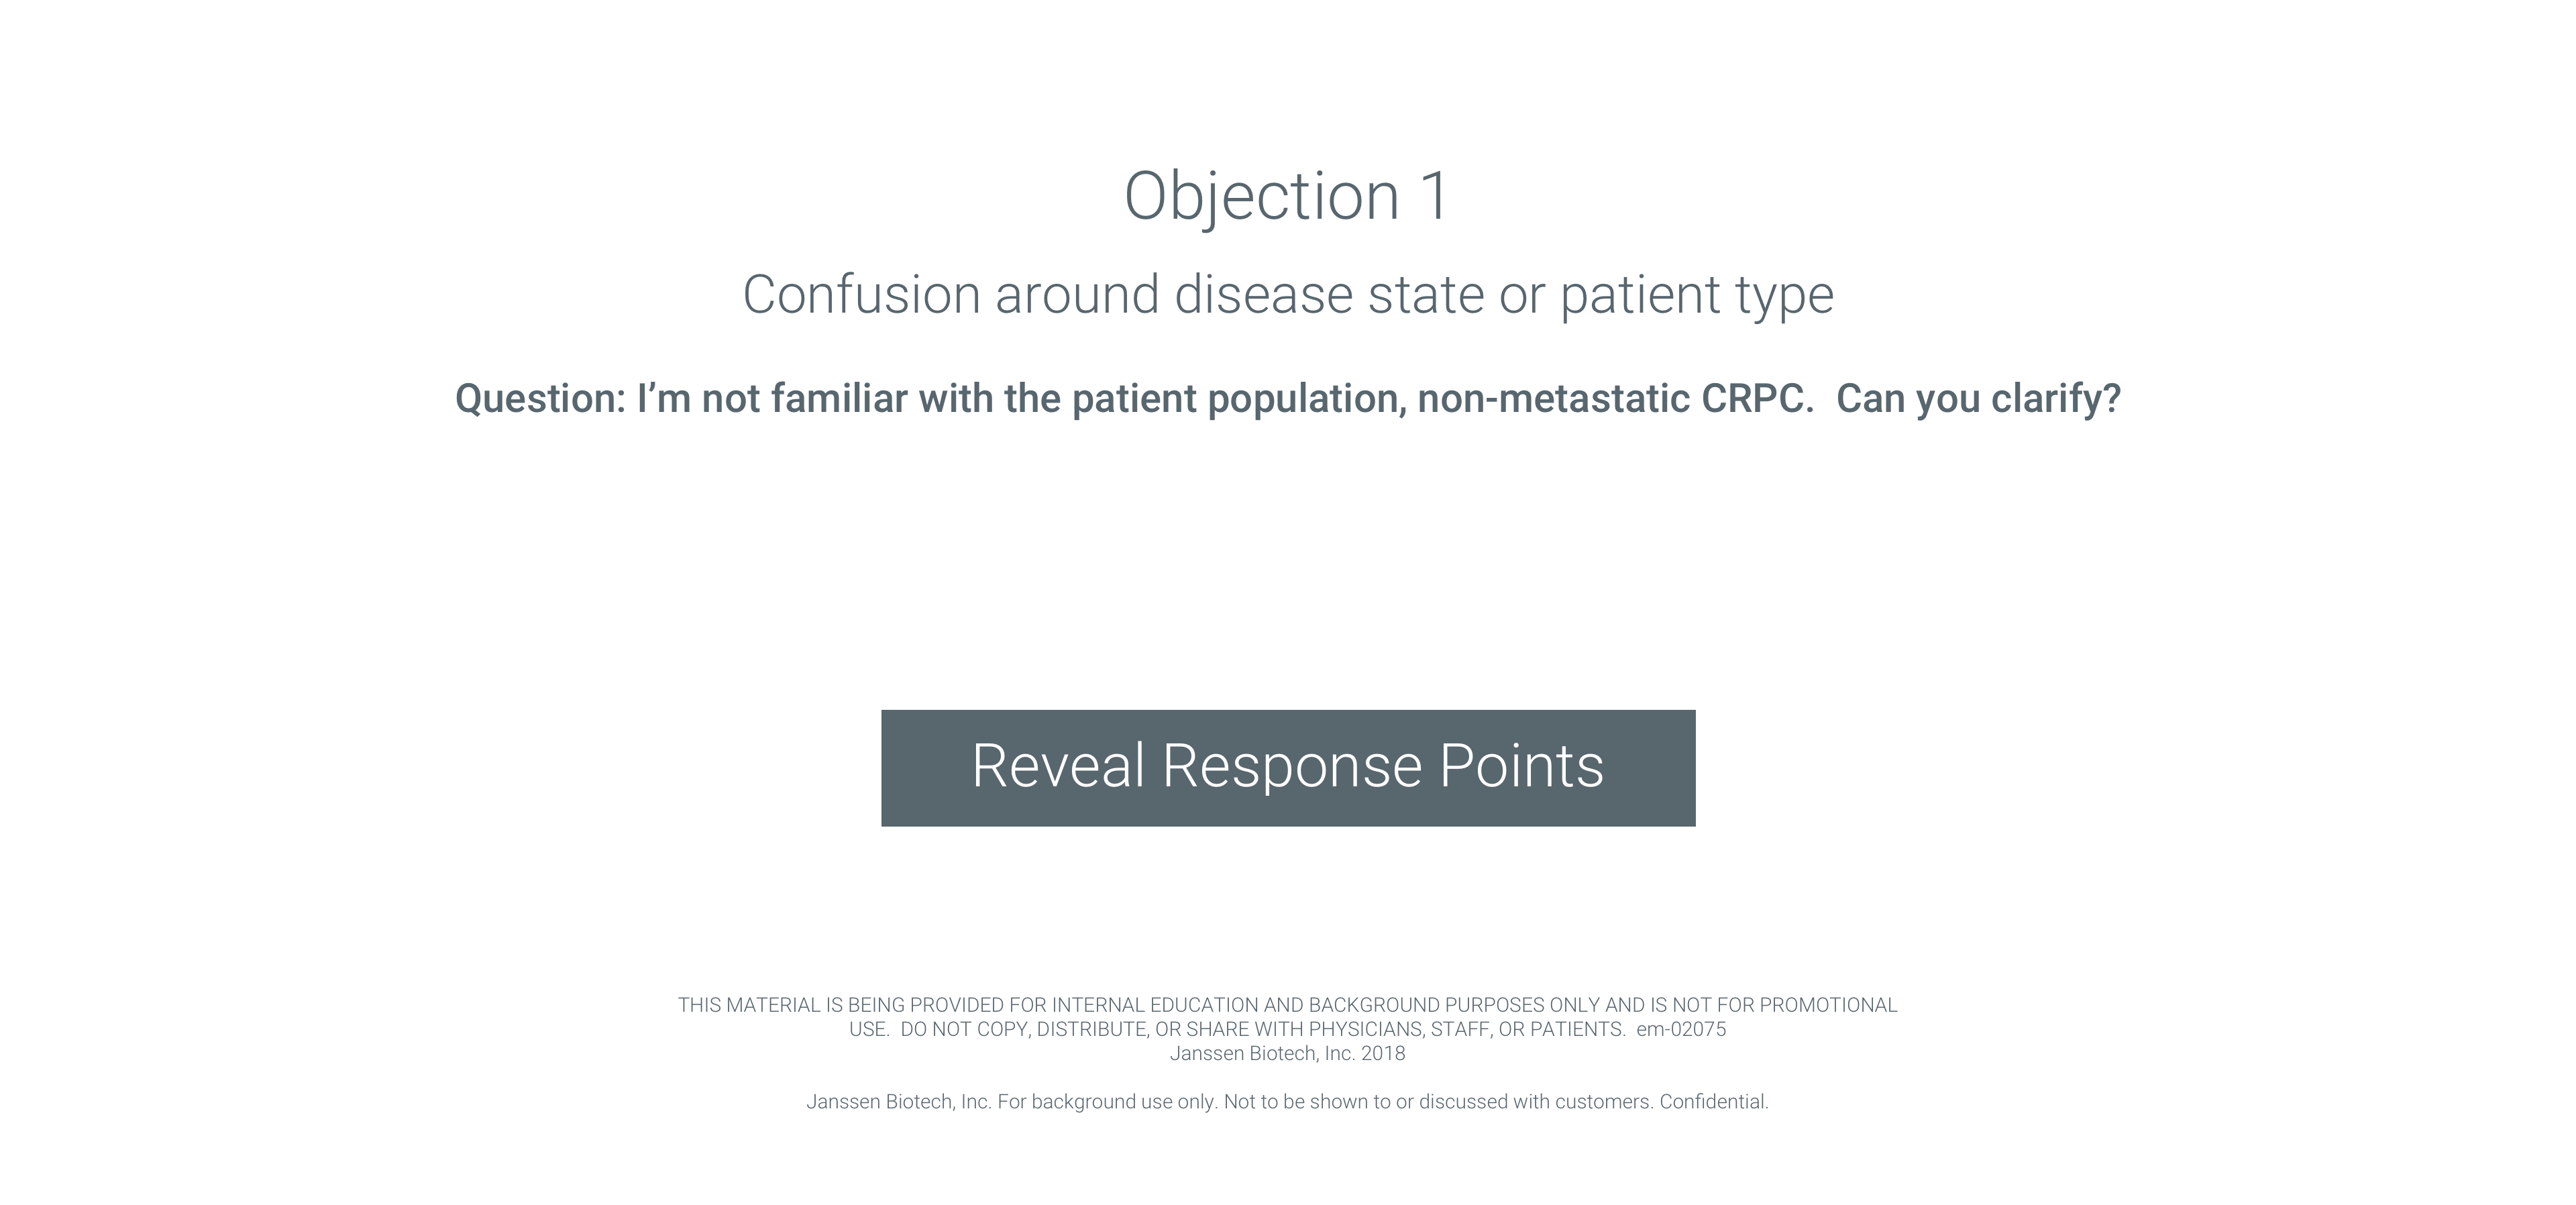 Objection 1
Confusion around disease state or patient type
Question: I’m not familiar with the patient population, non-metastatic CRPC.  Can you clarify?
Reveal Response Points
THIS MATERIAL IS BEING PROVIDED FOR INTERNAL EDUCATION AND BACKGROUND PURPOSES ONLY AND IS NOT FOR PROMOTIONAL
USE.  DO NOT COPY, DISTRIBUTE, OR SHARE WITH PHYSICIANS, STAFF, OR PATIENTS.  em-02075
Janssen Biotech, Inc. 2018
Janssen Biotech, Inc. For background use only. Not to be shown to or discussed with customers. Confidential.